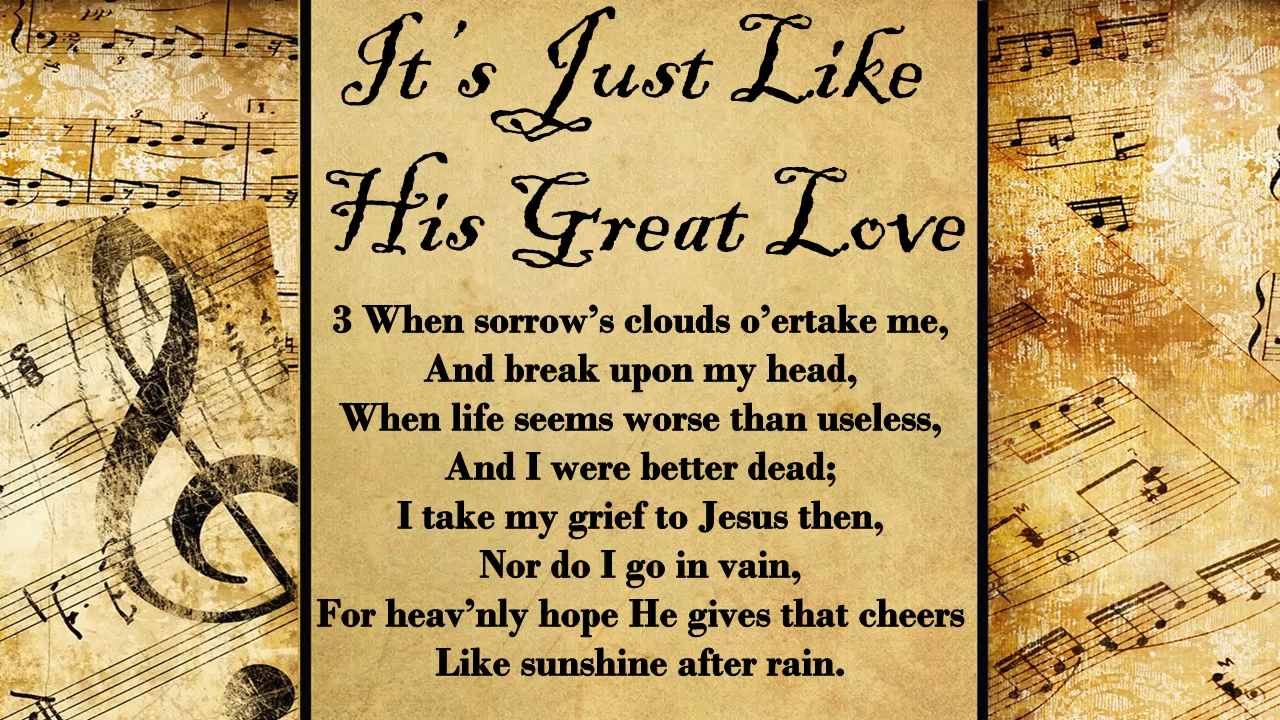 It's Just Like
His Great Love
3 When sorrow’s clouds o’ertake me,
And break upon my head,
When life seems worse than useless,
And I were better dead;
I take my grief to Jesus then,
Nor do I go in vain,
For heav’nly hope He gives that cheers
Like sunshine after rain.